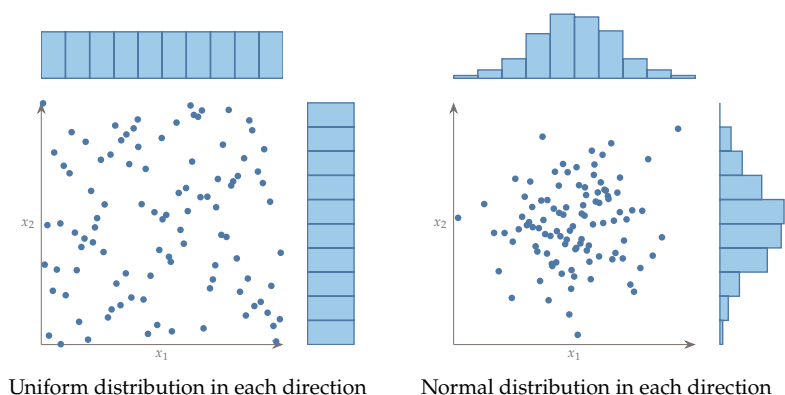 x₂
x₁
Uniform distribution in each direction
x₂
x₁
Normal distribution in each direction